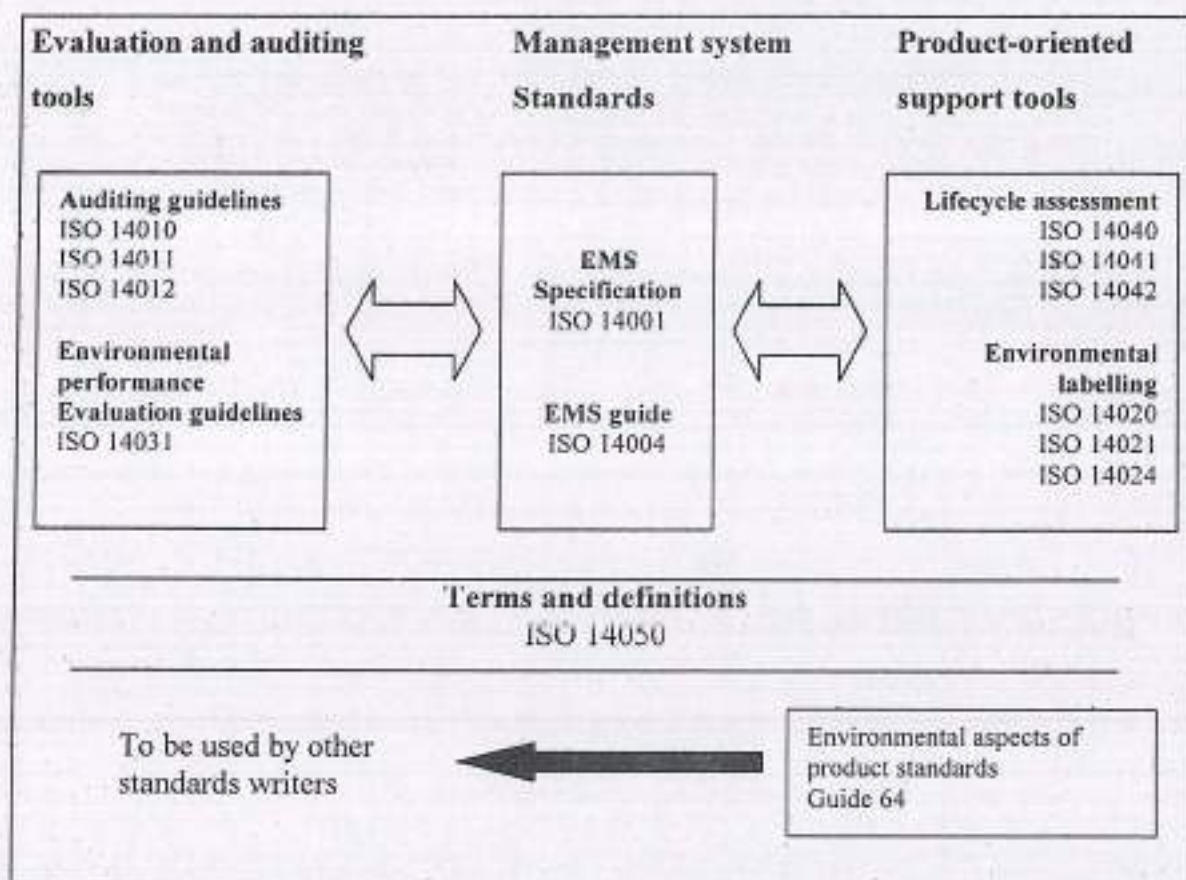 Evaluation and auditing
tools
Management system
Standards
Product-oriented
support tools
Auditing guidelines
ISO 14010
ISO 14011
ISO 14012
Environmental
performance
Evaluation guidelines
ISO 14031
EMS
Specification
ISO 14001
EMS guide
ISO 14004
Lifecycle assessment
ISO 14040
ISO 14041
ISO 14042
Environmental
labelling
ISO 14020
ISO 14021
ISO 14024
Terms and definitions
ISO 14050
To be used by other
standards writers
Environmental aspects of
product standards
Guide 64